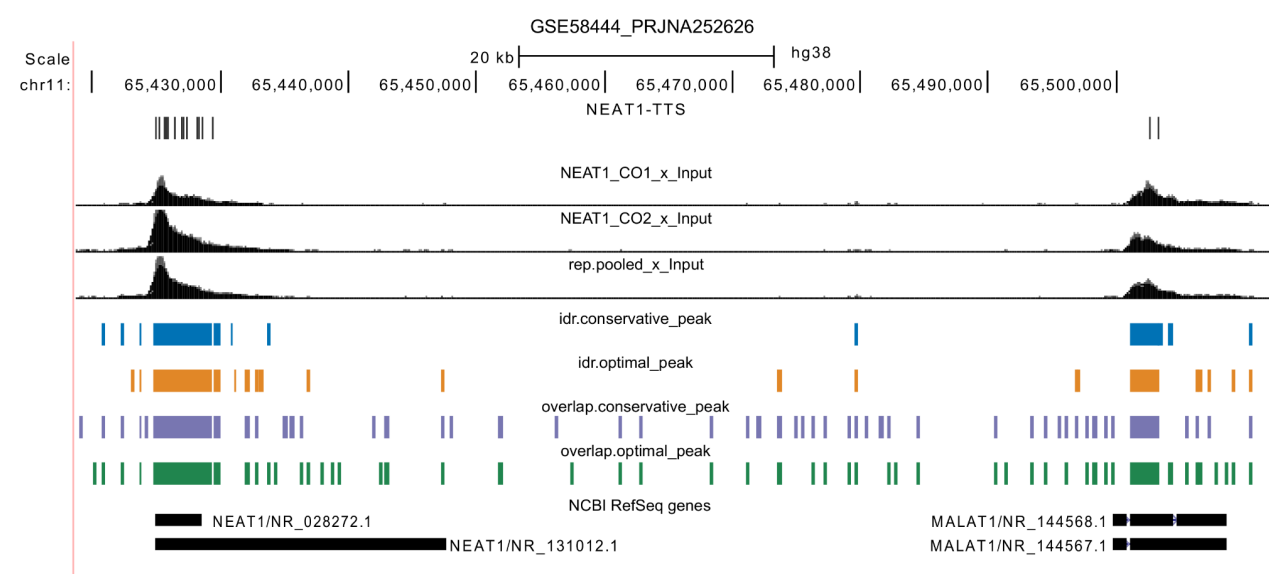 GSE58444_PRJNA252626
Scale 20 kb hg38
chr11: 65,430,000 65,440,000 65,450,000 65,460,000 65,470,000 65,480,000 65,490,000 65,500,000
NEAT1-TTS
NEAT1_CO1_x_Input
NEAT1_CO2_x_Input
rep.pooled_x_Input
idr.conservative_peak
idr.optimal_peak
overlap.conservative_peak
overlap.optimal_peak
NCBI RefSeq genes
NEAT1/NR_028272.1 MALAT1/NR_144568.1
NEAT1/NR_131012.1 MALAT1/NR_144567.1